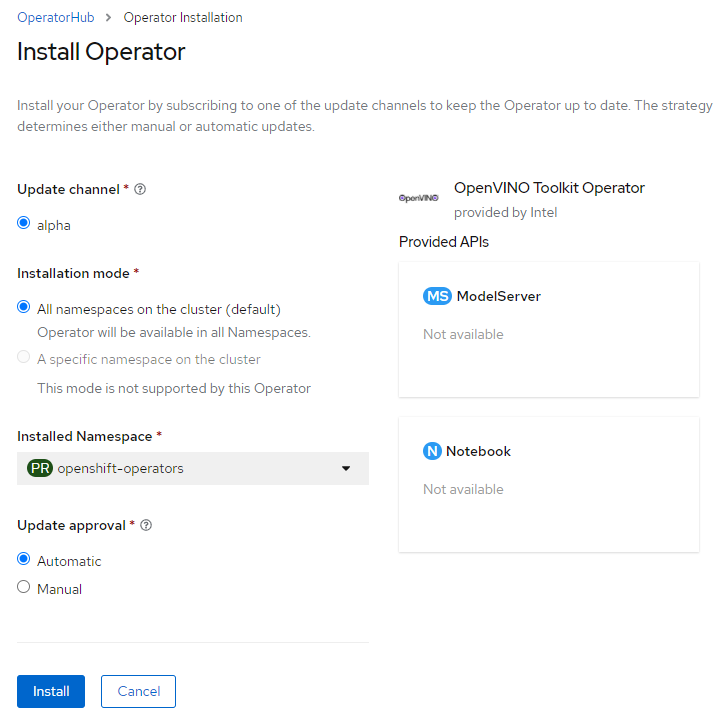 OperatorHub > Operator Installation
Install Operator
Install your Operator by subscribing to one of the update channels to keep the Operator up to date. The strategy
determines either manual or automatic updates.
Update channel *
alpha
Installation mode *
All namespaces on the cluster (default)
Operator will be available in all Namespaces.
A specific namespace on the cluster
This mode is not supported by this Operator
Installed Namespace *
PR openshift-operators
Update approval *
Automatic
Manual
Install
Cancel
OpenVINO
OpenVINO Toolkit Operator
provided by Intel
Provided APIs
MS ModelServer
Not available
N Notebook
Not available